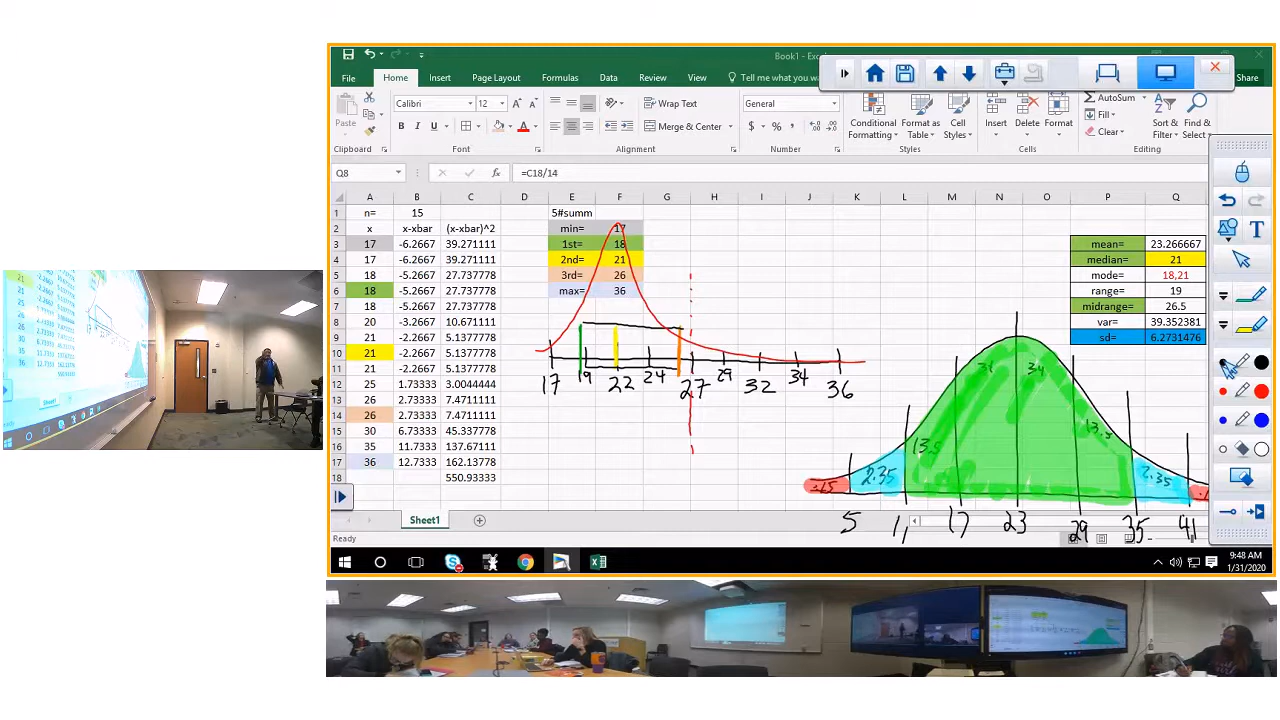 Book1 - Exc
File Home Insert Page Layout Formulas Data Review View Tell me what you wa Share
Paste Calibri 12 Wrap Text General Conditional Format as Cell Insert Delete Format AutoSum Sort & Find &
B I U Merge & Center $ % , Formatting Table Styles Fill Filter Select
Clear
Clipboard Font Alignment Number Styles Cells Editing
Q8 fx =C18/14
A B C D E F G H I J K L M N O P Q
1 n= 15 5#summ
2 x x-xbar (x-xbar)^2 min= 17
3 17 -6.2667 39.271111 1st= 18 mean= 23.266667
4 17 -6.2667 39.271111 2nd= 21 median= 21
5 18 -5.2667 27.737778 3rd= 26 mode= 18,21
6 18 -5.2667 27.737778 max= 36 range= 19
7 18 -5.2667 27.737778 midrange= 26.5
8 20 -3.2667 10.671111 var= 39.352381
9 21 -2.2667 5.1377778 sd= 6.2731476
10 21 -2.2667 5.1377778
11 21 -2.2667 5.1377778
12 25 1.73333 3.0044444
13 26 2.73333 7.4711111
14 26 2.73333 7.4711111
15 30 6.73333 45.337778
16 35 11.7333 137.67111
17 36 12.7333 162.13778
18 550.93333
17 19 22 24 27 29 32 34 36
34 34
13.5 13.5
2.35 2.35
5 17 23 29 35 41
Sheet1
Ready
9:48 AM
1/31/2020
T